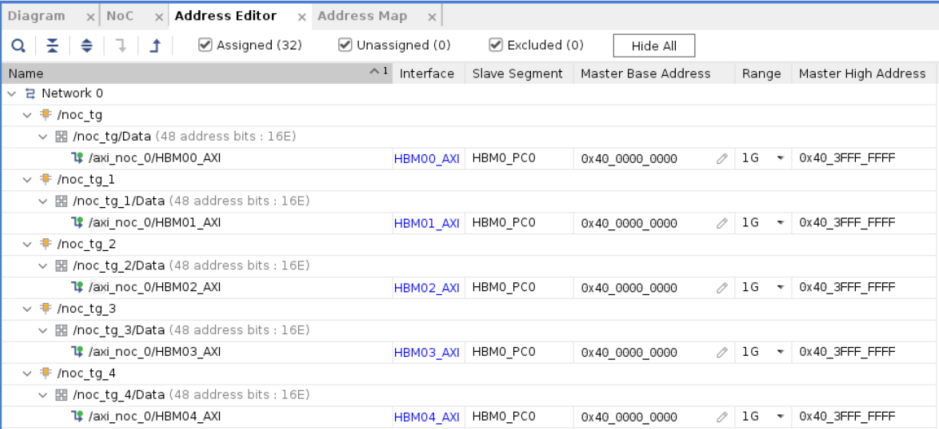 Diagram × NoC × Address Editor × Address Map ×
Assigned (32) Unassigned (0) Excluded (0) Hide All
Name 1 Interface Slave Segment Master Base Address Range Master High Address
Network 0
/noc_tg
/noc_tg/Data (48 address bits : 16E)
/axi_noc_0/HBM00_AXI HBM00_AXI HBM0_PC0 0x40_0000_0000 1G 0x40_3FFF_FFFF
/noc_tg_1
/noc_tg_1/Data (48 address bits : 16E)
/axi_noc_0/HBM01_AXI HBM01_AXI HBM0_PC0 0x40_0000_0000 1G 0x40_3FFF_FFFF
/noc_tg_2
/noc_tg_2/Data (48 address bits : 16E)
/axi_noc_0/HBM02_AXI HBM02_AXI HBM0_PC0 0x40_0000_0000 1G 0x40_3FFF_FFFF
/noc_tg_3
/noc_tg_3/Data (48 address bits : 16E)
/axi_noc_0/HBM03_AXI HBM03_AXI HBM0_PC0 0x40_0000_0000 1G 0x40_3FFF_FFFF
/noc_tg_4
/noc_tg_4/Data (48 address bits : 16E)
/axi_noc_0/HBM04_AXI HBM04_AXI HBM0_PC0 0x40_0000_0000 1G 0x40_3FFF_FFFF